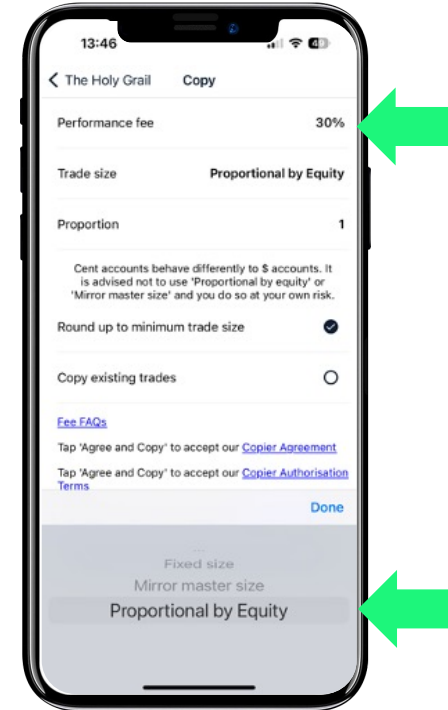 13:46
The Holy Grail Copy
Performance fee 30%
Trade size Proportional by Equity
Proportion 1
Cent accounts behave differently to $ accounts. It
is advised not to use 'Proportional by equity' or
'Mirror master size' and you do so at your own risk.
Round up to minimum trade size
Copy existing trades
Fee FAQs
Tap 'Agree and Copy' to accept our Copier Agreement
Tap 'Agree and Copy' to accept our Copier Authorisation
Terms
Done
...
Fixed size
Mirror master size
Proportional by Equity